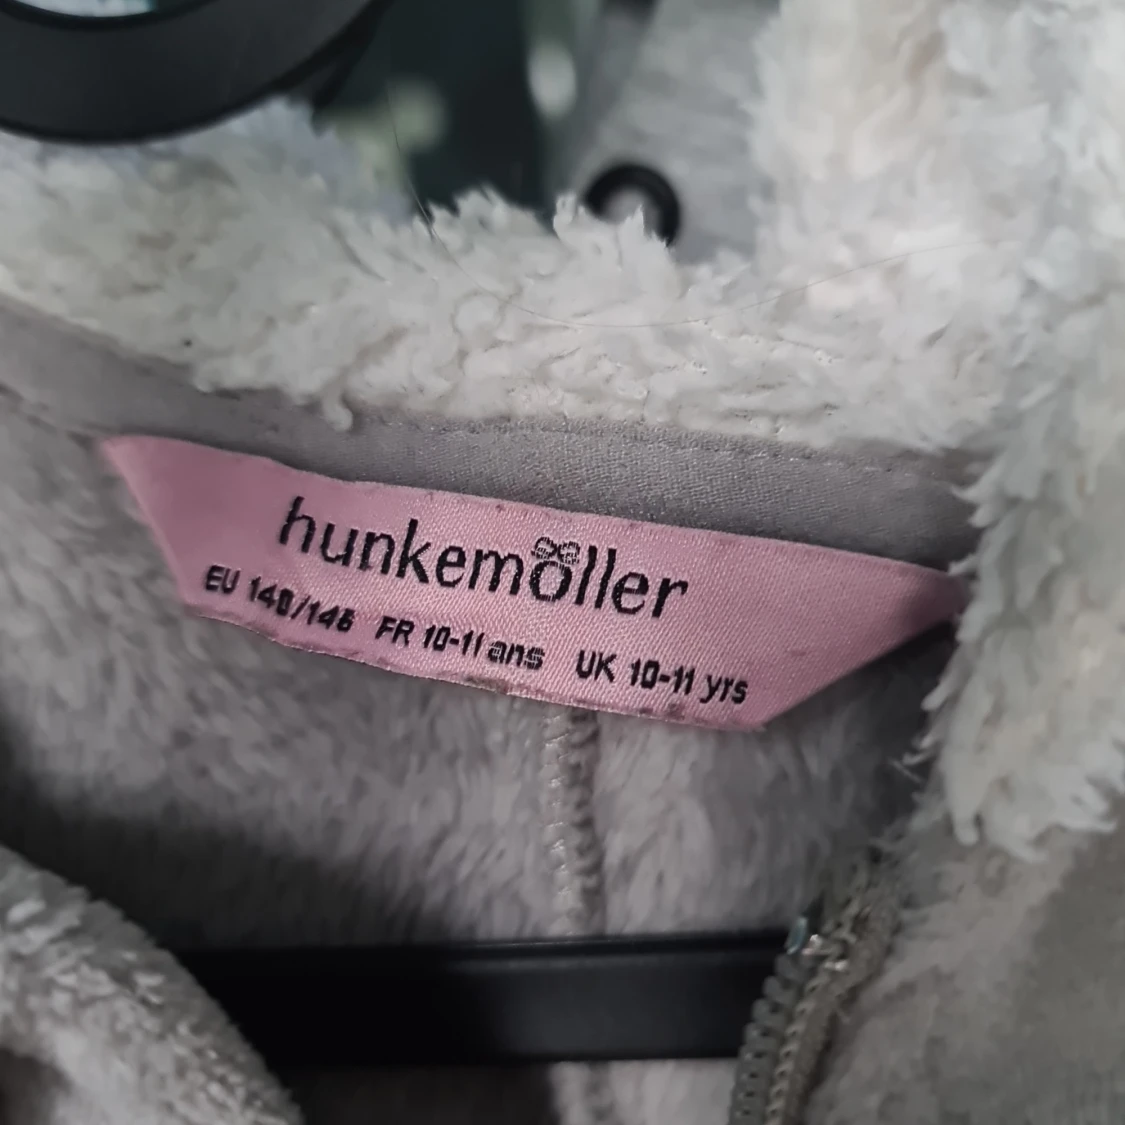 hunkemöller
EU 140/146 FR 10-11 ans UK 10-11 yrs